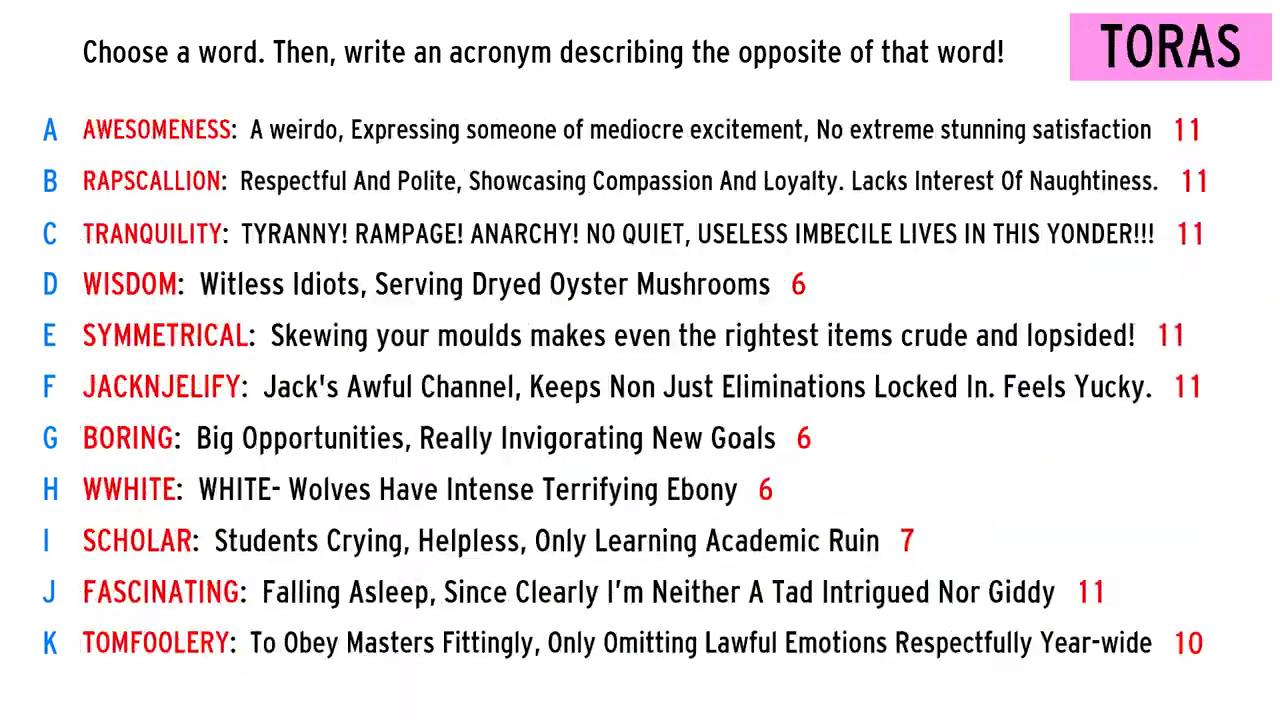 Choose a word. Then, write an acronym describing the opposite of that word!
TORAS
A AWESOMENESS: A weirdo, Expressing someone of mediocre excitement, No extreme stunning satisfaction 11
B RAPSCALLION: Respectful And Polite, Showcasing Compassion And Loyalty. Lacks Interest Of Naughtiness. 11
C TRANQUILITY: TYRANNY! RAMPAGE! ANARCHY! NO QUIET, USELESS IMBECILE LIVES IN THIS YONDER!!! 11
D WISDOM: Witless Idiots, Serving Dryed Oyster Mushrooms 6
E SYMMETRICAL: Skewing your moulds makes even the rightest items crude and lopsided! 11
F JACKNJELIFY: Jack's Awful Channel, Keeps Non Just Eliminations Locked In. Feels Yucky. 11
G BORING: Big Opportunities, Really Invigorating New Goals 6
H WWHITE: WHITE- Wolves Have Intense Terrifying Ebony 6
I SCHOLAR: Students Crying, Helpless, Only Learning Academic Ruin 7
J FASCINATING: Falling Asleep, Since Clearly I'm Neither A Tad Intrigued Nor Giddy 11
K TOMFOOLERY: To Obey Masters Fittingly, Only Omitting Lawful Emotions Respectfully Year-wide 10